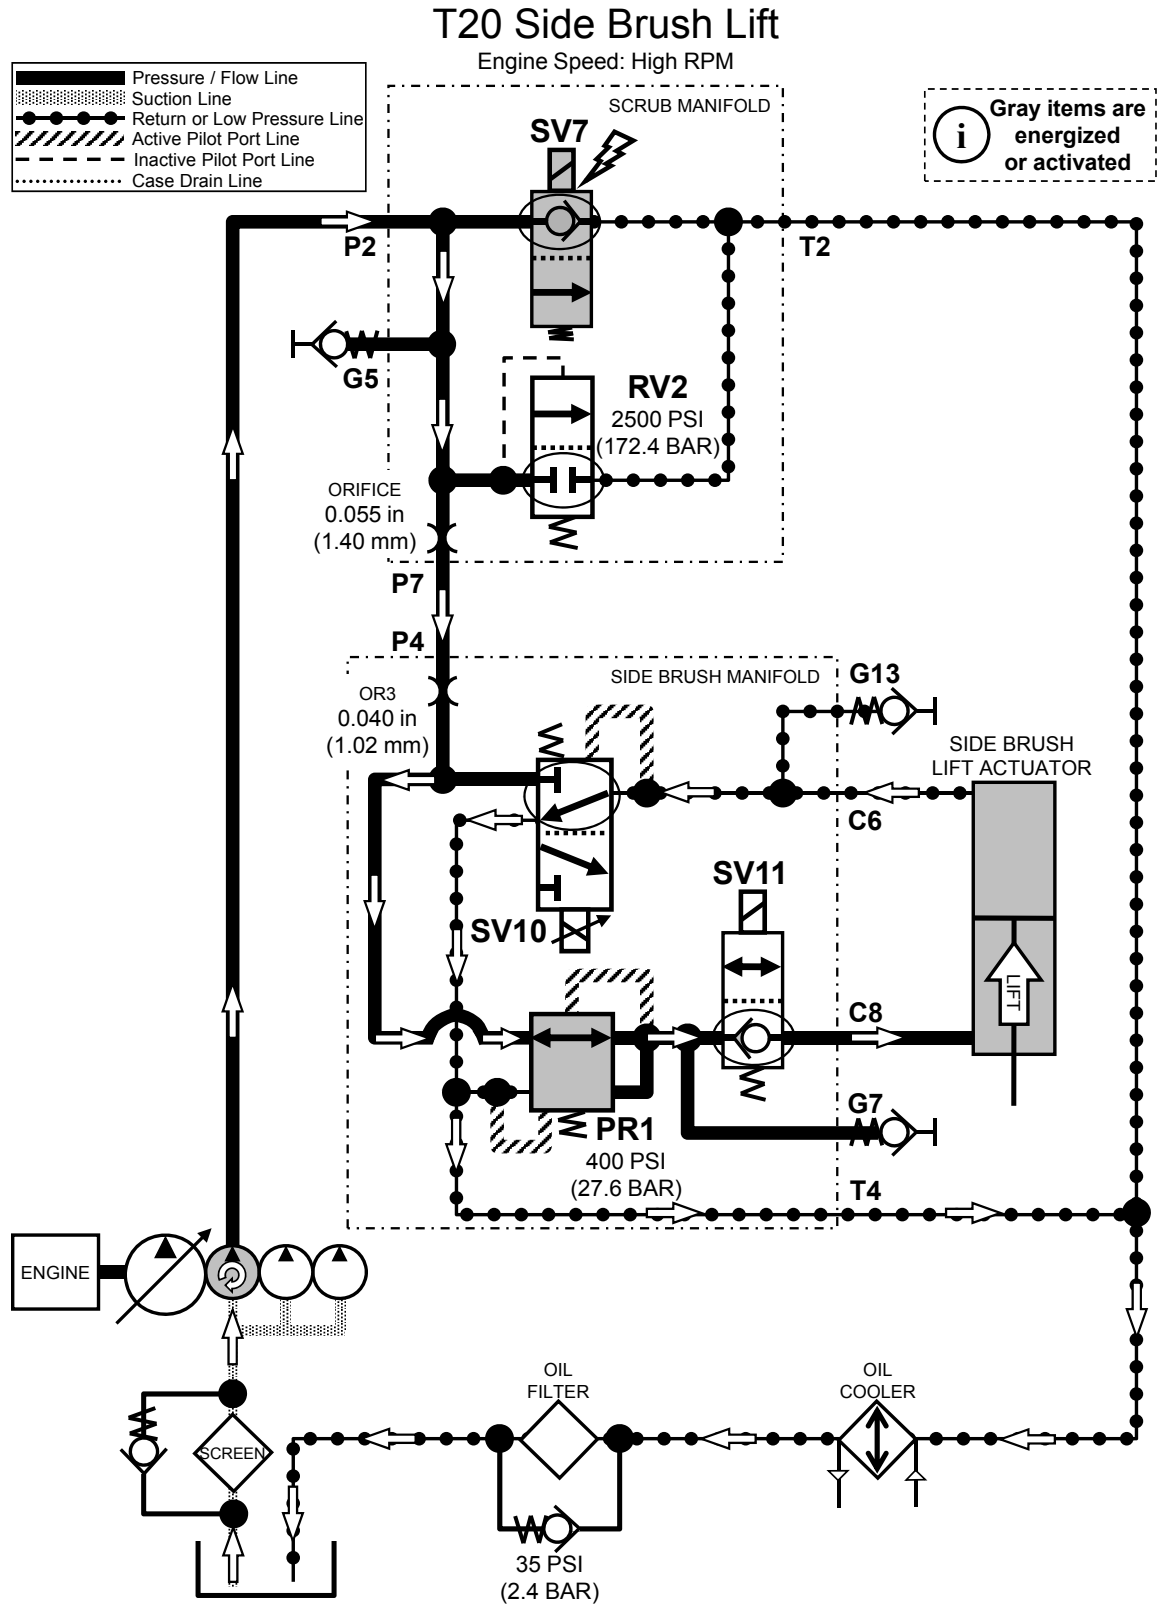 T20 Side Brush Lift
Engine Speed: High RPM
Pressure / Flow Line
Suction Line
Return or Low Pressure Line
Active Pilot Port Line
Inactive Pilot Port Line
Case Drain Line
SCRUB MANIFOLD
SV7
i
Gray items are
energized
or activated
P2
T2
G5
RV2
2500 PSI
(172.4 BAR)
ORIFICE
0.055 in
(1.40 mm)
P7
P4
SIDE BRUSH MANIFOLD
G13
OR3
0.040 in
(1.02 mm)
SIDE BRUSH
LIFT ACTUATOR
C6
SV11
SV10
LIFT
C8
G7
PR1
400 PSI
(27.6 BAR)
T4
ENGINE
OIL
FILTER
OIL
COOLER
SCREEN
35 PSI
(2.4 BAR)